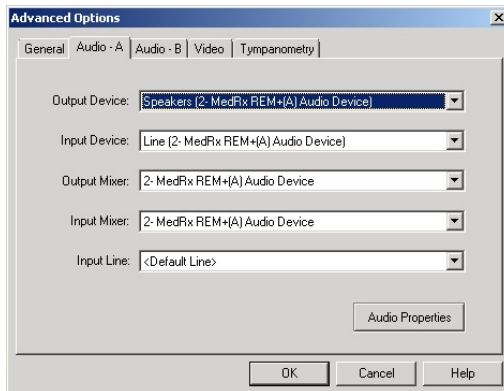 Advanced Options
General Audio - A Audio - B Video Tympanometry
Output Device: Speakers (2- MedRx REM+(A) Audio Device)
Input Device: Line (2- MedRx REM+(A) Audio Device)
Output Mixer: 2- MedRx REM+(A) Audio Device
Input Mixer: 2- MedRx REM+(A) Audio Device
Input Line: <Default Line>
Audio Properties
OK Cancel Help